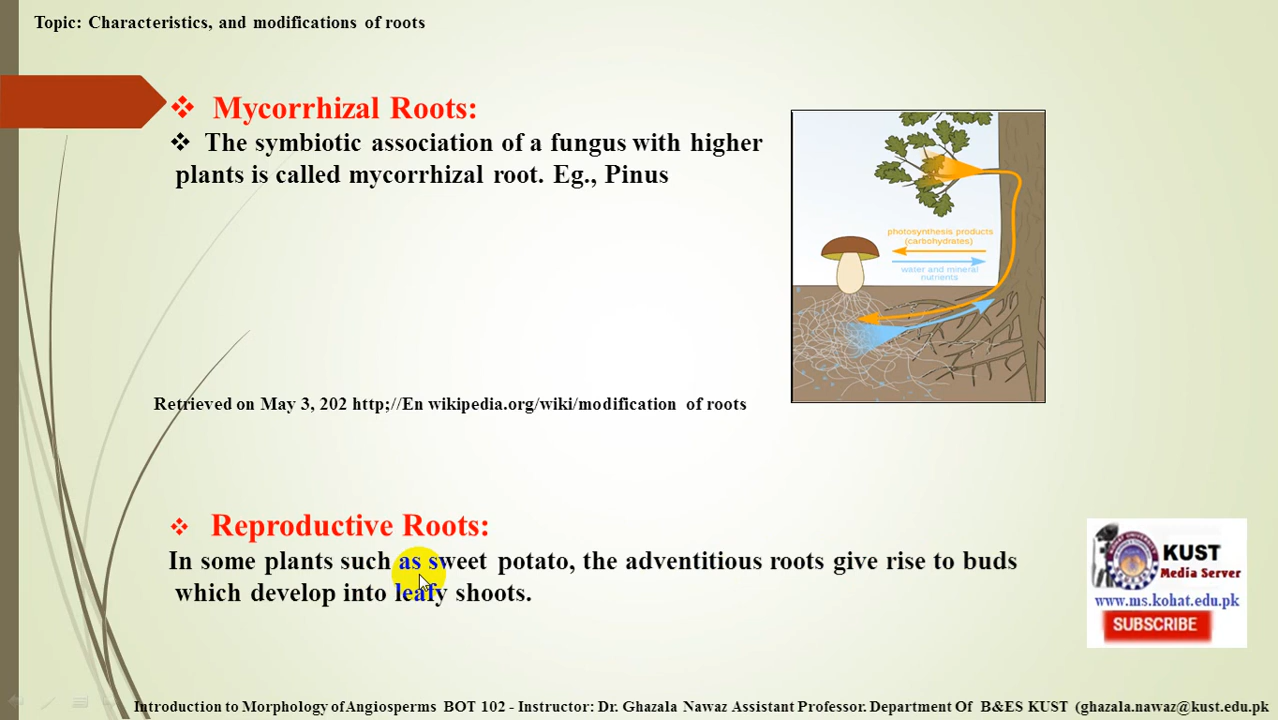 Topic: Characteristics, and modifications of roots
❖ Mycorrhizal Roots:
❖ The symbiotic association of a fungus with higher
plants is called mycorrhizal root. Eg., Pinus
photosynthesis products
(carbohydrates)
water and mineral
nutrients
Retrieved on May 3, 202 http;//En wikipedia.org/wiki/modification of roots
❖ Reproductive Roots:
In some plants such as sweet potato, the adventitious roots give rise to buds
which develop into leafy shoots.
KUST
Media Server
www.ms.kohat.edu.pk
SUBSCRIBE
Introduction to Morphology of Angiosperms BOT 102 - Instructor: Dr. Ghazala Nawaz Assistant Professor. Department Of B&ES KUST (ghazala.nawaz@kust.edu.pk